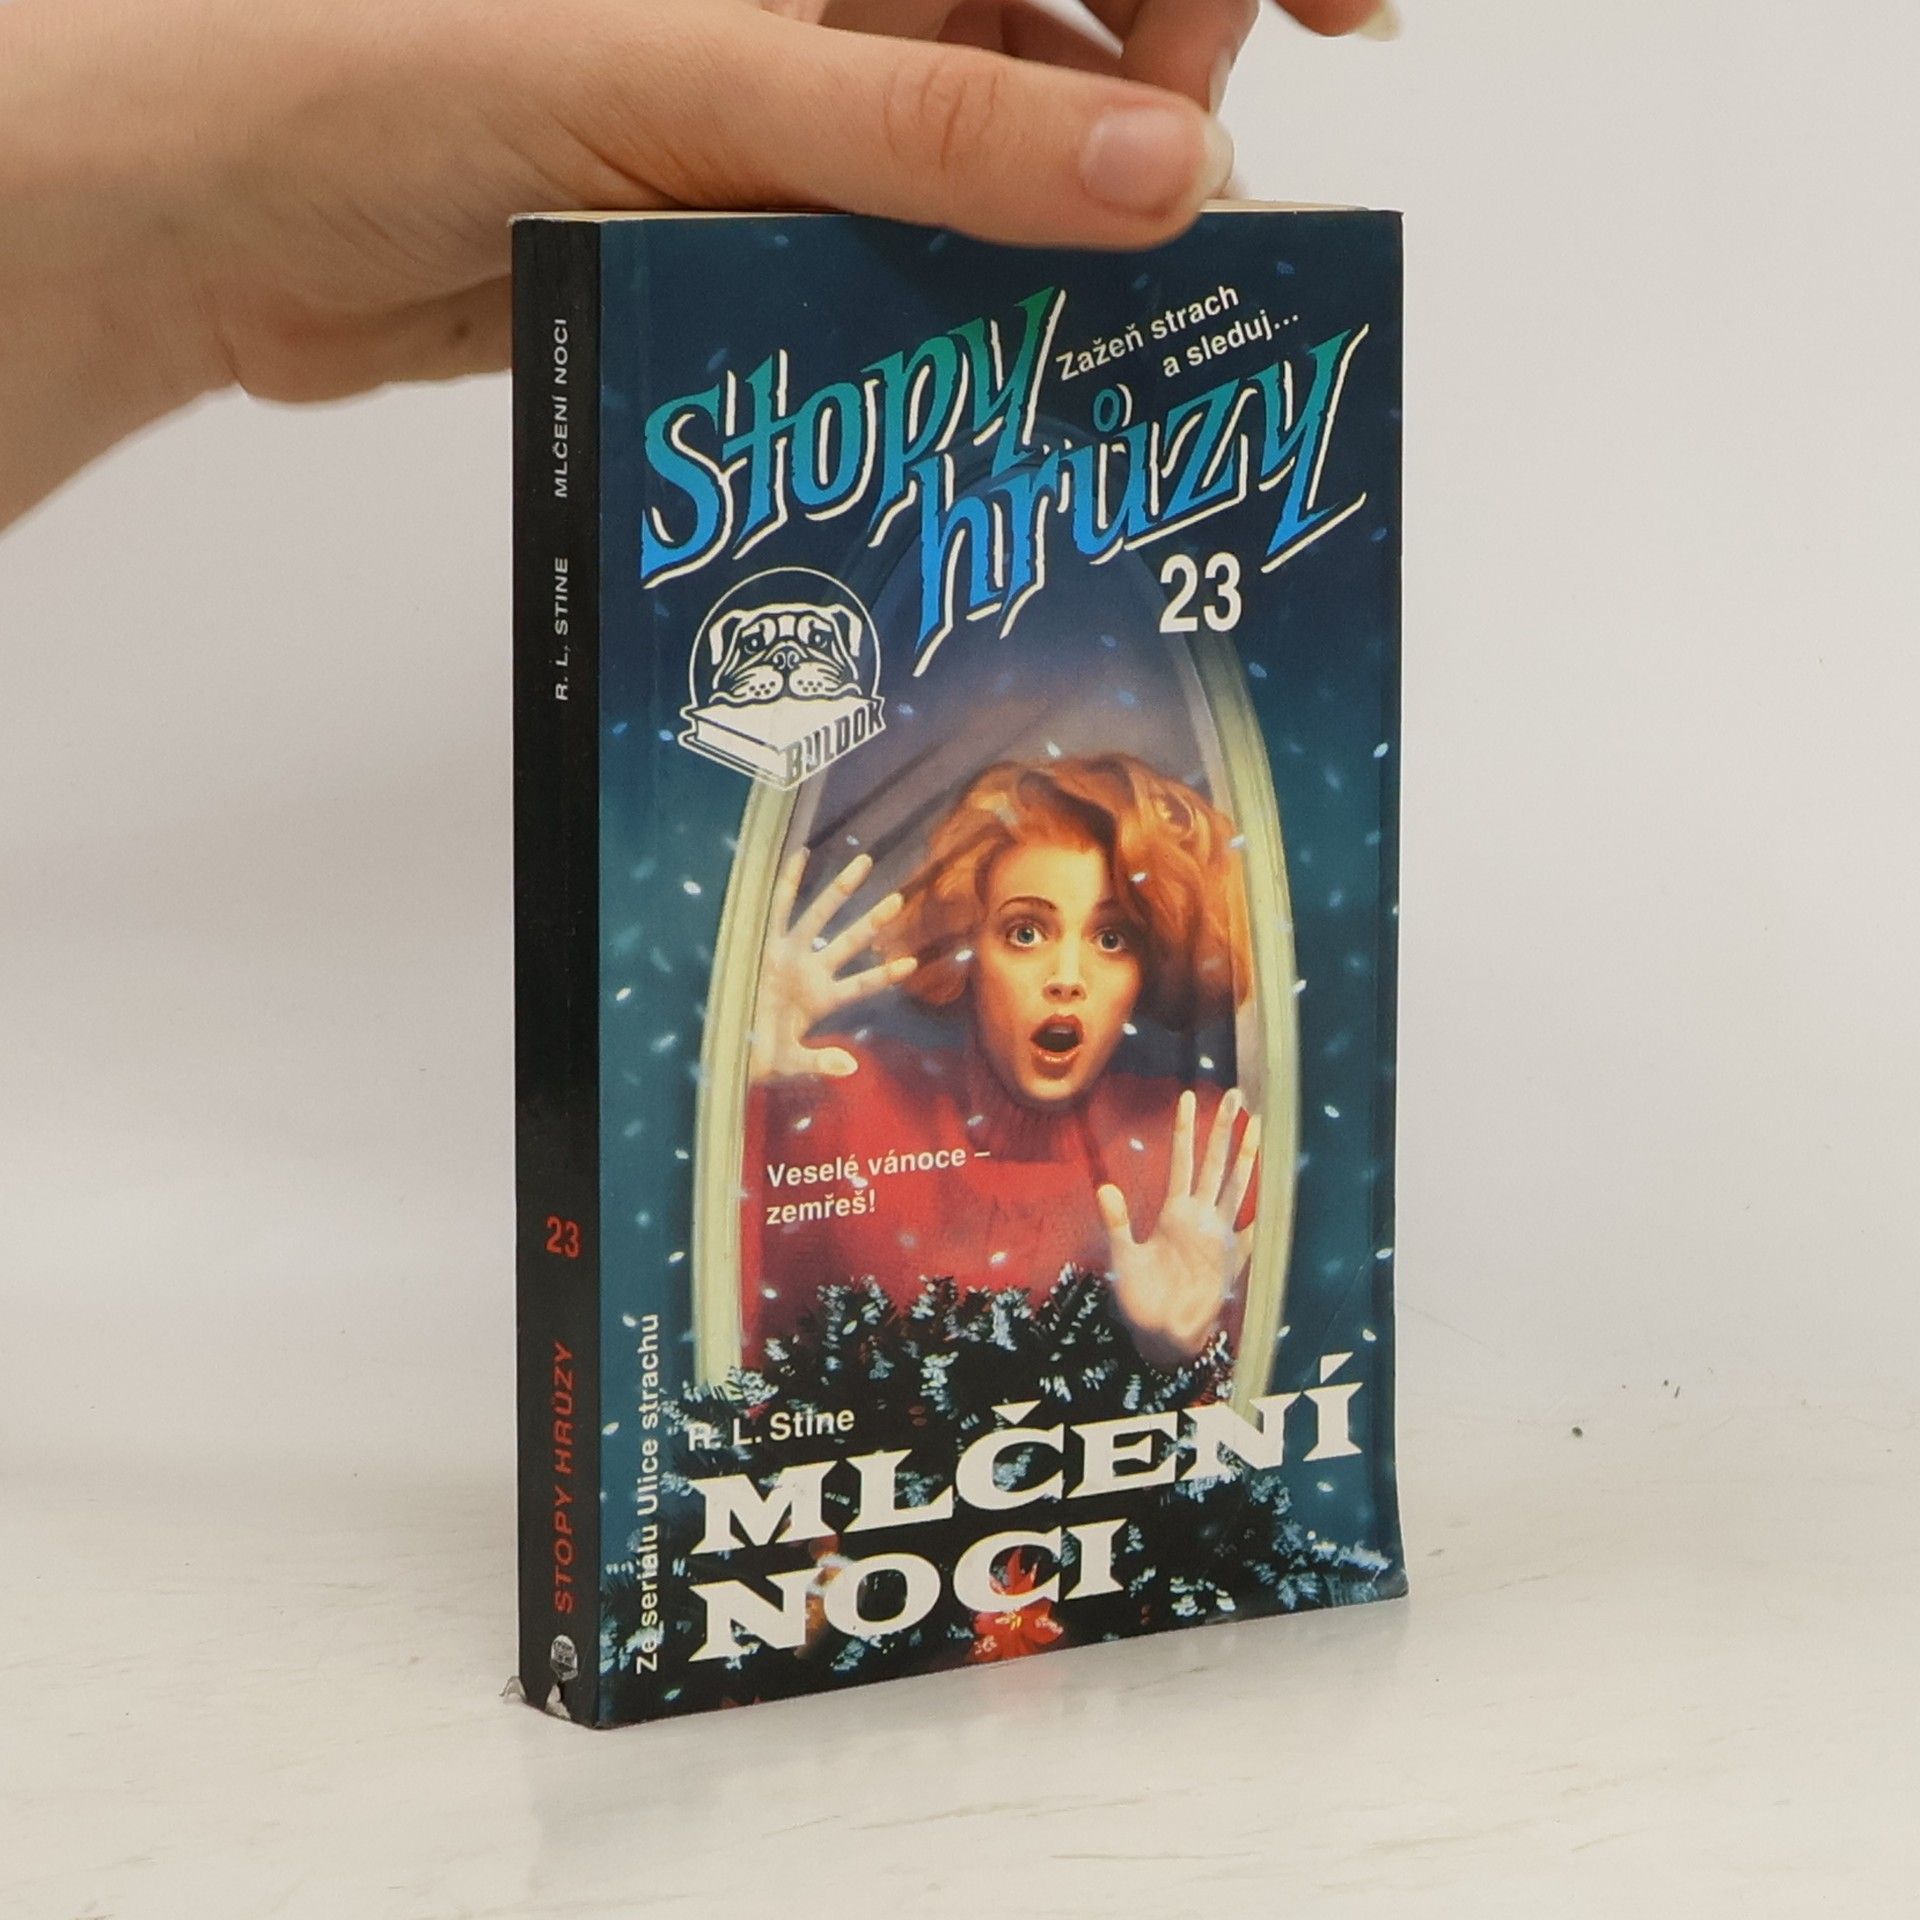 Zažeň strach
a sleduj...
Stopy
hrůzy
23
BULDOK
Veselé vánoce –
zemřeš!
R. L. Stine
MLČENÍ
NOCI
Ze seriálu Ulice strachu
R. L. STINE MLČENÍ NOCI
STOPY HRŮZY 23